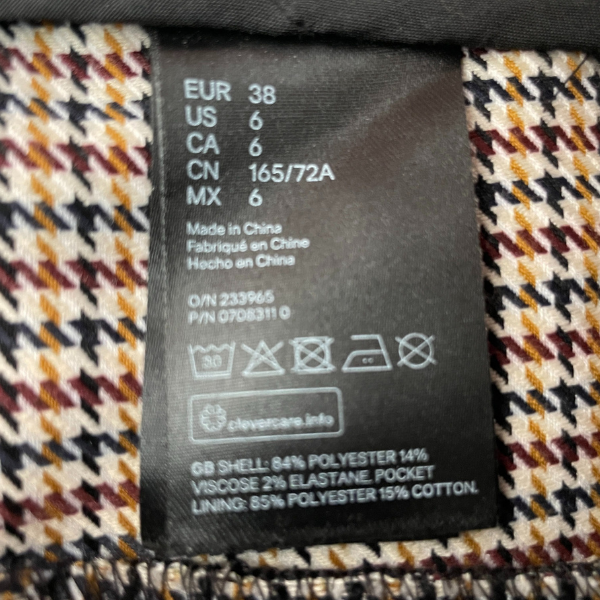 EUR 38
US 6
CA 6
CN 165/72A
MX 6
Made in China
Fabriqué en Chine
Hecho en China
O/N 233965
P/N 0708311 0
30
clevercare.info
GB SHELL: 84% POLYESTER 14%
VISCOSE 2% ELASTANE. POCKET
LINING: 85% POLYESTER 15% COTTON.